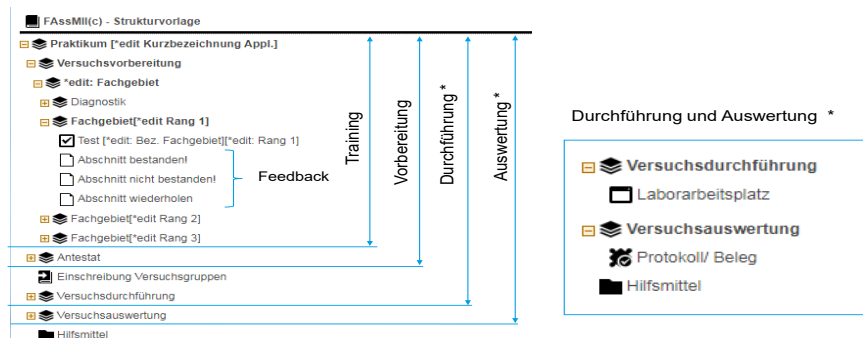 FAssMII(c) - Strukturvorlage
Praktikum [*edit Kurzbezeichnung Appl.]
Versuchsvorbereitung
*edit: Fachgebiet
Diagnostik
Fachgebiet[*edit Rang 1]
Test [*edit: Bez. Fachgebiet][*edit: Rang 1]
Abschnitt bestanden!
Abschnitt nicht bestanden!
Abschnitt wiederholen
Feedback
Fachgebiet[*edit Rang 2]
Fachgebiet[*edit Rang 3]
Antestat
Einschreibung Versuchsgruppen
Versuchsdurchführung
Versuchsauswertung
Hilfsmittel
Training
Vorbereitung
Durchführung *
Auswertung *
Durchführung und Auswertung *
Versuchsdurchführung
Laborarbeitsplatz
Versuchsauswertung
Protokoll/ Beleg
Hilfsmittel